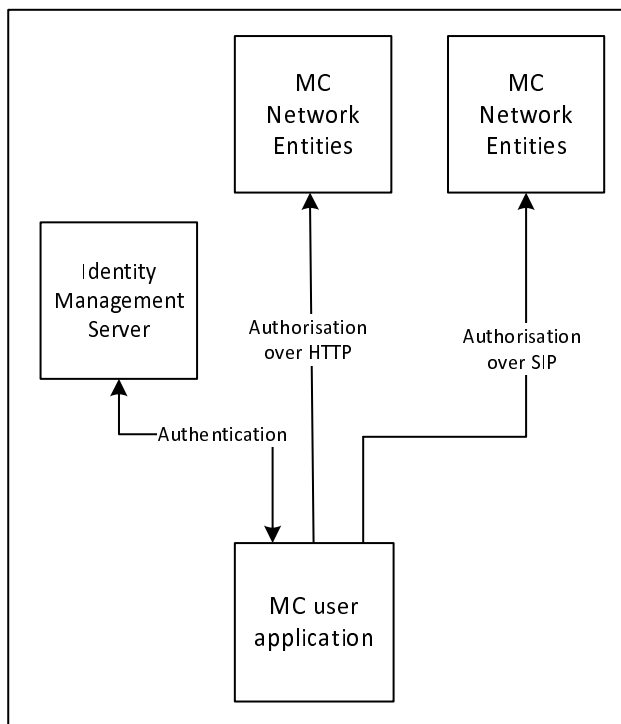 MC
Network
Entities
MC
Network
Entities
Identity
Management
Server
Authorisation
over HTTP
Authorisation
over SIP
Authentication
MC user
application